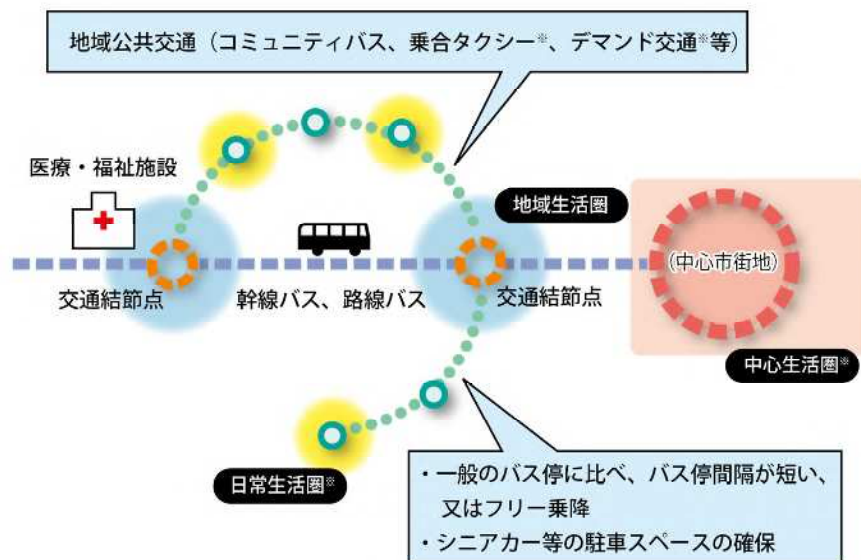 地域公共交通（コミュニティバス、乗合タクシー※、デマンド交通※等）
医療・福祉施設
地域生活圏
（中心市街地）
交通結節点
幹線バス、路線バス
交通結節点
中心生活圏※
日常生活圏※
・一般のバス停に比べ、バス停間隔が短い、
又はフリー乗降
・シニアカー等の駐車スペースの確保